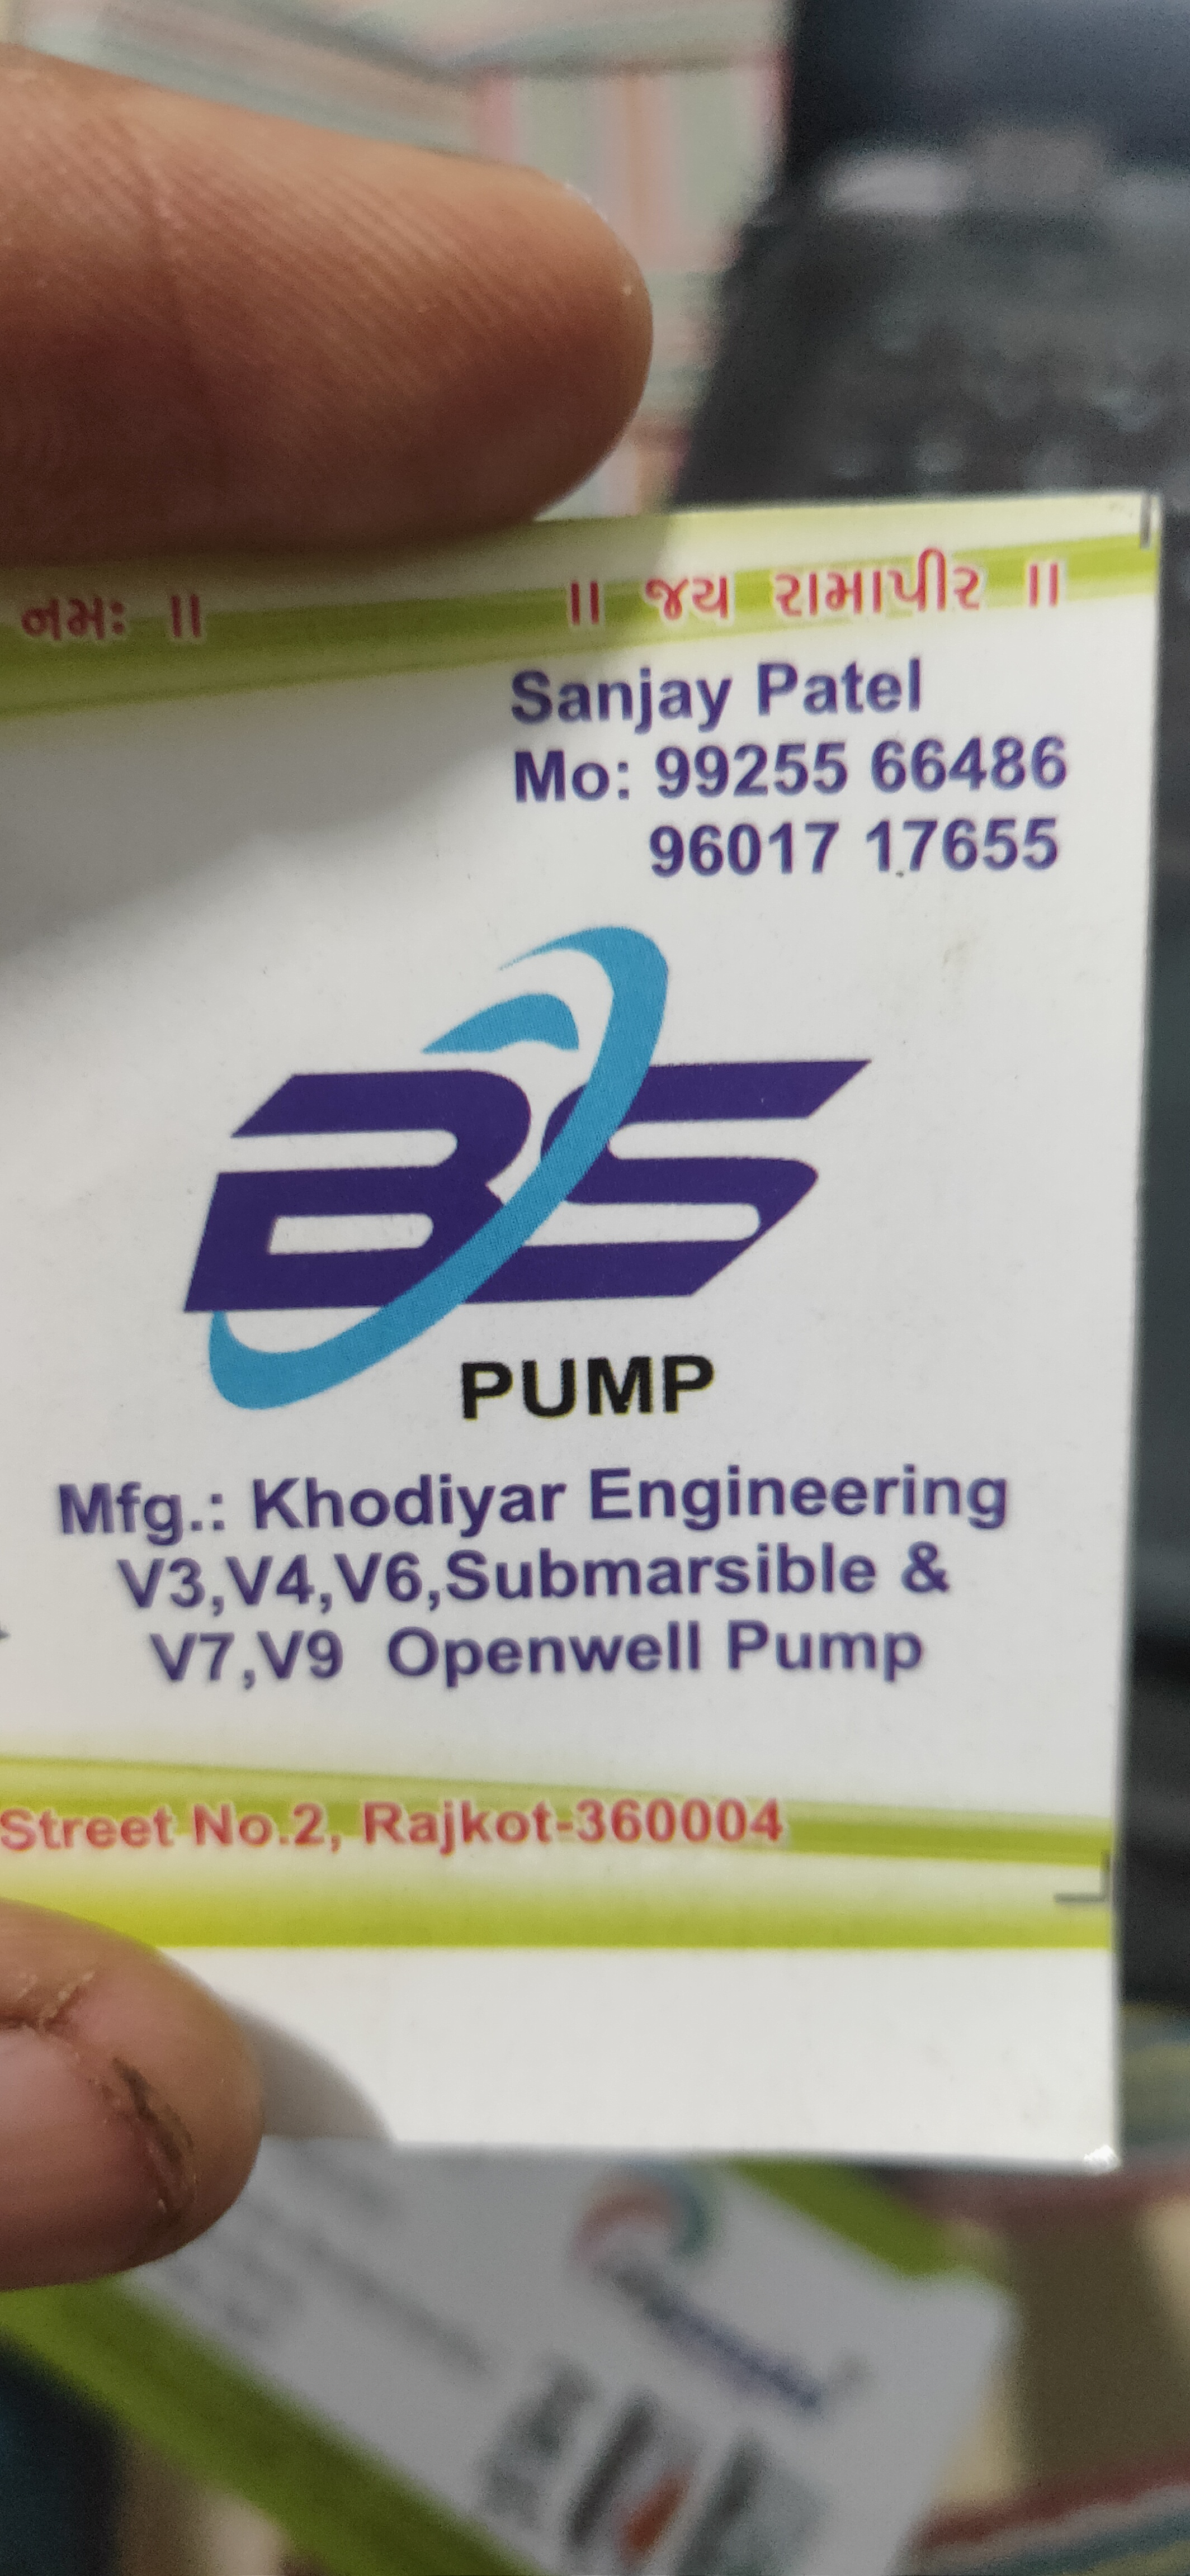 નમઃ ॥
॥ જય રામાપીર ॥
Sanjay Patel
Mo: 99255 66486
96017 17655
BS
PUMP
Mfg.: Khodiyar Engineering
V3,V4,V6,Submarsible &
V7,V9 Openwell Pump
Street No.2, Rajkot-360004